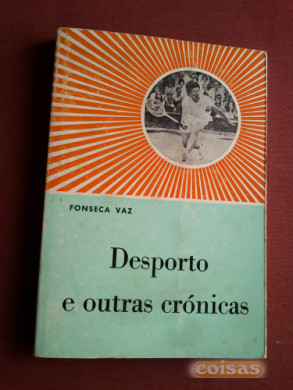 FONSECA VAZ
Desporto
e outras crónicas
coisas